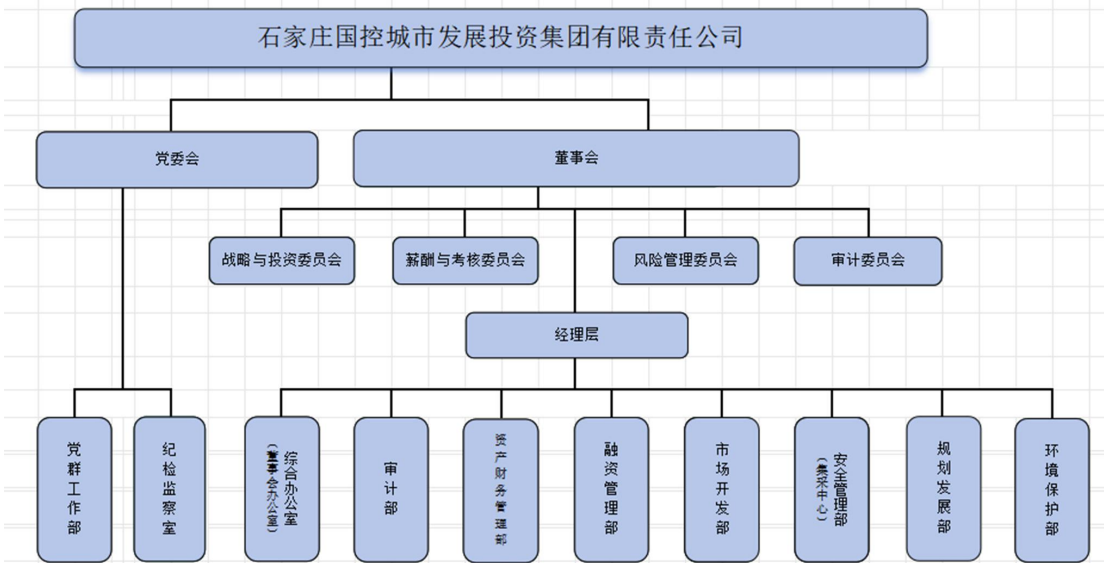 石家庄国控城市发展投资集团有限责任公司
党委会
董事会
战略与投资委员会
薪酬与考核委员会
风险管理委员会
审计委员会
经理层
党群工作部
纪检监察室
综合办公室
（董事会办公室）
审计部
资产财务管理部
融资管理部
市场开发部
安全管理部
（集采中心）
规划发展部
环境保护部